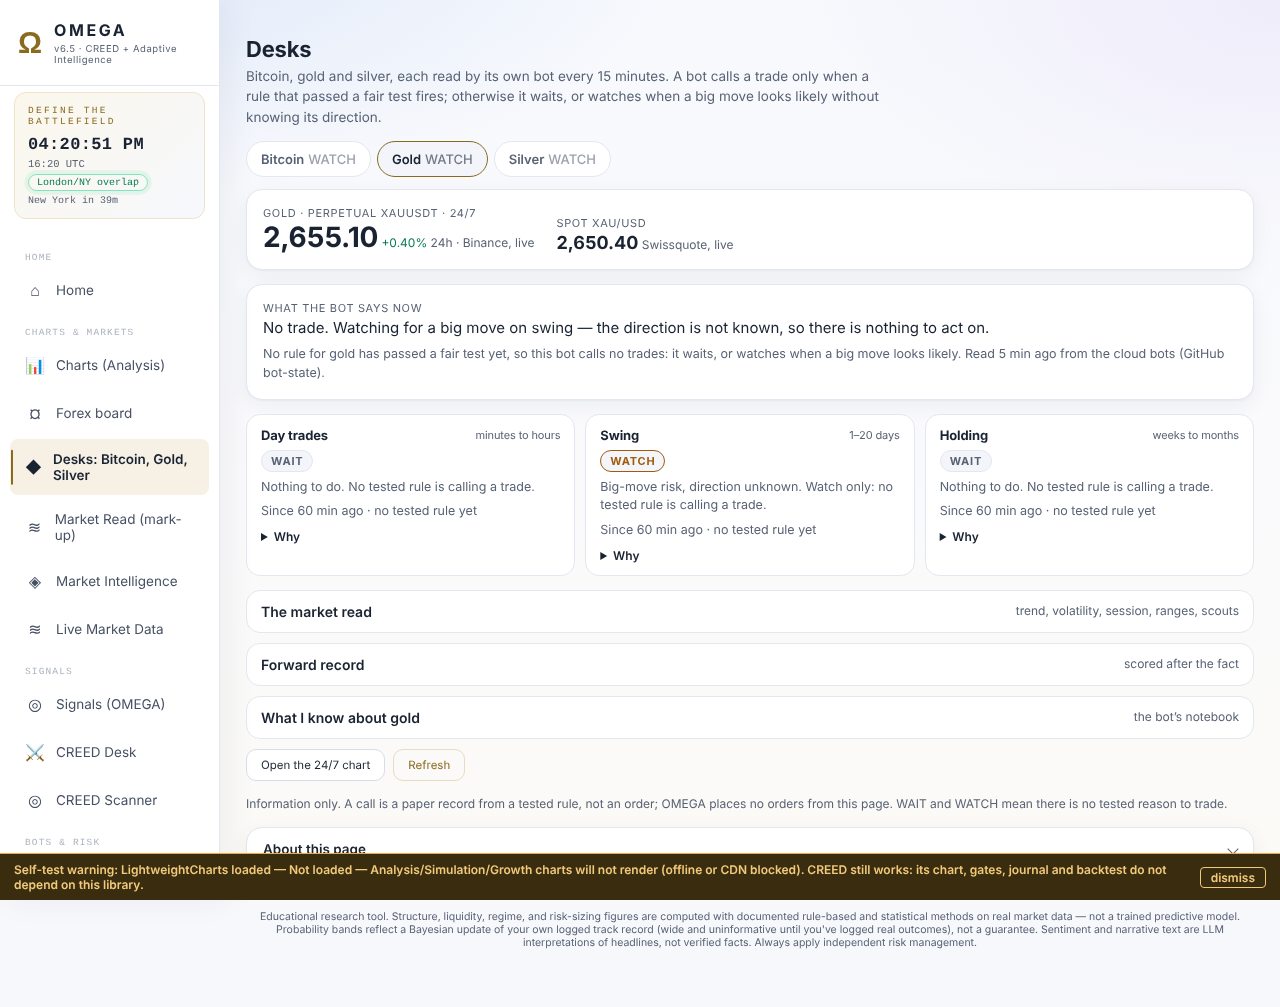 Ω
OMEGA
v6.5 · CREED + Adaptive
Intelligence
DEFINE THE
BATTLEFIELD
04:20:51 PM
16:20 UTC
London/NY overlap
New York in 39m
HOME
Home
CHARTS & MARKETS
Charts (Analysis)
Forex board
Desks: Bitcoin, Gold,
Silver
Market Read (mark-
up)
Market Intelligence
Live Market Data
SIGNALS
Signals (OMEGA)
CREED Desk
CREED Scanner
BOTS & RISK
Desks
Bitcoin, gold and silver, each read by its own bot every 15 minutes. A bot calls a trade only when a
rule that passed a fair test fires; otherwise it waits, or watches when a big move looks likely without
knowing its direction.
Bitcoin WATCH
Gold WATCH
Silver WATCH
GOLD · PERPETUAL XAUUSDT · 24/7
2,655.10 +0.40% 24h · Binance, live
SPOT XAU/USD
2,650.40 Swissquote, live
WHAT THE BOT SAYS NOW
No trade. Watching for a big move on swing — the direction is not known, so there is nothing to act on.
No rule for gold has passed a fair test yet, so this bot calls no trades: it waits, or watches when a big move looks likely. Read 5 min ago from the cloud bots (GitHub
bot-state).
Day trades
minutes to hours
WAIT
Nothing to do. No tested rule is calling a trade.
Since 60 min ago · no tested rule yet
Why
Swing
1–20 days
WATCH
Big-move risk, direction unknown. Watch only: no
tested rule is calling a trade.
Since 60 min ago · no tested rule yet
Why
Holding
weeks to months
WAIT
Nothing to do. No tested rule is calling a trade.
Since 60 min ago · no tested rule yet
Why
The market read
trend, volatility, session, ranges, scouts
Forward record
scored after the fact
What I know about gold
the bot's notebook
Open the 24/7 chart
Refresh
Information only. A call is a paper record from a tested rule, not an order; OMEGA places no orders from this page. WAIT and WATCH mean there is no tested reason to trade.
About this page
Self-test warning: LightweightCharts loaded — Not loaded — Analysis/Simulation/Growth charts will not render (offline or CDN blocked). CREED still works: its chart, gates, journal and backtest do not
depend on this library.
dismiss
Educational research tool. Structure, liquidity, regime, and risk-sizing figures are computed with documented rule-based and statistical methods on real market data — not a trained predictive model.
Probability bands reflect a Bayesian update of your own logged track record (wide and uninformative until you've logged real outcomes), not a guarantee. Sentiment and narrative text are LLM
interpretations of headlines, not verified facts. Always apply independent risk management.